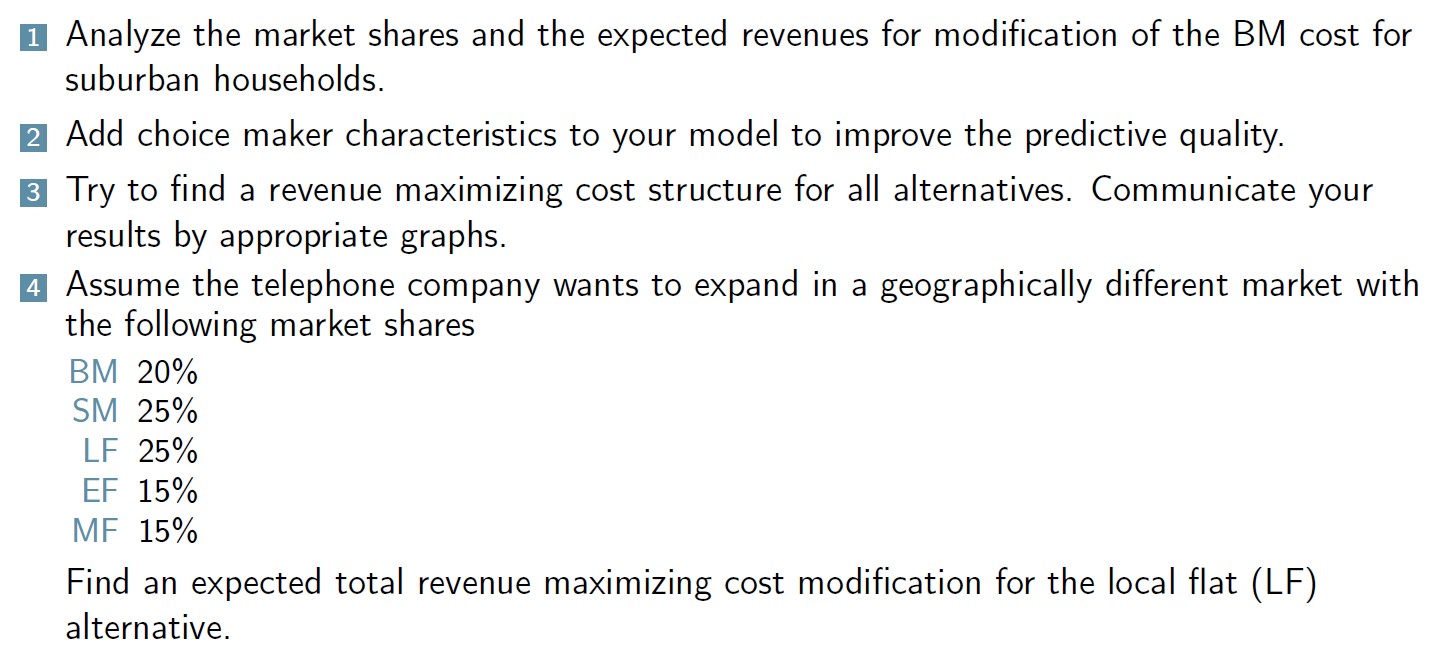 1 Analyze the market shares and the expected revenues for modification of the BM cost for
suburban households.
2 Add choice maker characteristics to your model to improve the predictive quality.
3 Try to find a revenue maximizing cost structure for all alternatives. Communicate your
results by appropriate graphs.
4 Assume the telephone company wants to expand in a geographically different market with
the following market shares
BM 20%
SM 25%
LF 25%
EF 15%
MF 15%
Find an expected total revenue maximizing cost modification for the local flat (LF)
alternative.